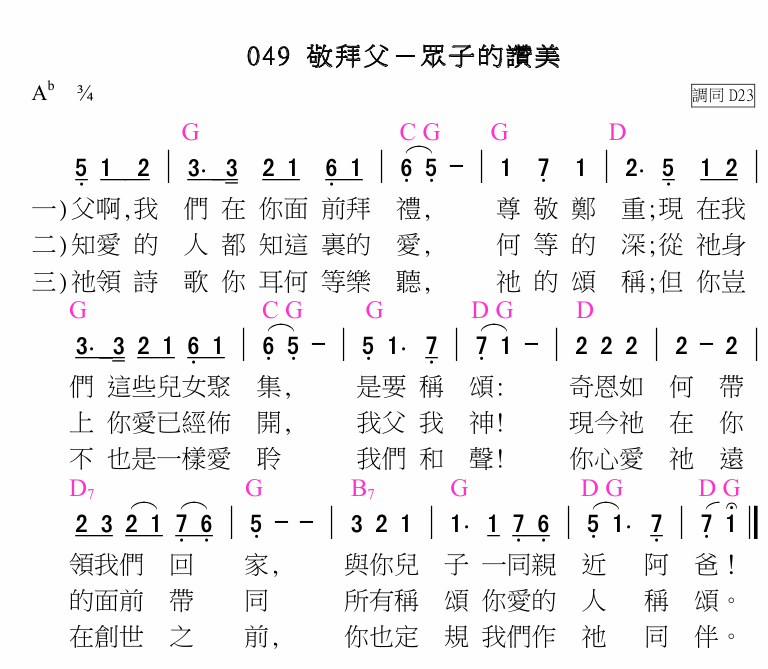 049 敬拜父－眾子的讚美
A♭ ¾ 調同 D23
G C G G D
5 1 2 | 3· 3 2 1 6 1 | 6 5 － | 1 7 1 | 2· 5 1 2 |
一)父啊,我 們 在 你面 前拜 禮, 尊 敬 鄭 重;現 在我
二)知愛 的 人 都 知這 裏的 愛, 何 等 的 深;從 祂身
三)祂領 詩 歌 你 耳何 等樂 聽, 祂 的 頌 稱;但 你豈
G C G G D G D
3· 3 2 1 6 1 | 6 5 － | 5 1· 7 | 7 1 － | 2 2 2 | 2 － 2 |
們 這些兒女聚 集, 是要 稱 頌: 奇恩如 何 帶
上 你愛已經佈 開, 我父 我 神! 現今祂 在 你
不 也是一樣愛 聆 我們 和 聲! 你心愛 祂 遠
D7 G B7 G D G D G
2 3 2 1 7 6 | 5 － － | 3 2 1 | 1· 1 7 6 | 5 1· 7 | 7 1 ‖
領我們 回 家, 與你兒 子 一同親 近 阿 爸!
的面前 帶 同 所有稱 頌 你愛的 人 稱 頌。
在創世 之 前, 你也定 規 我們作 祂 同 伴。